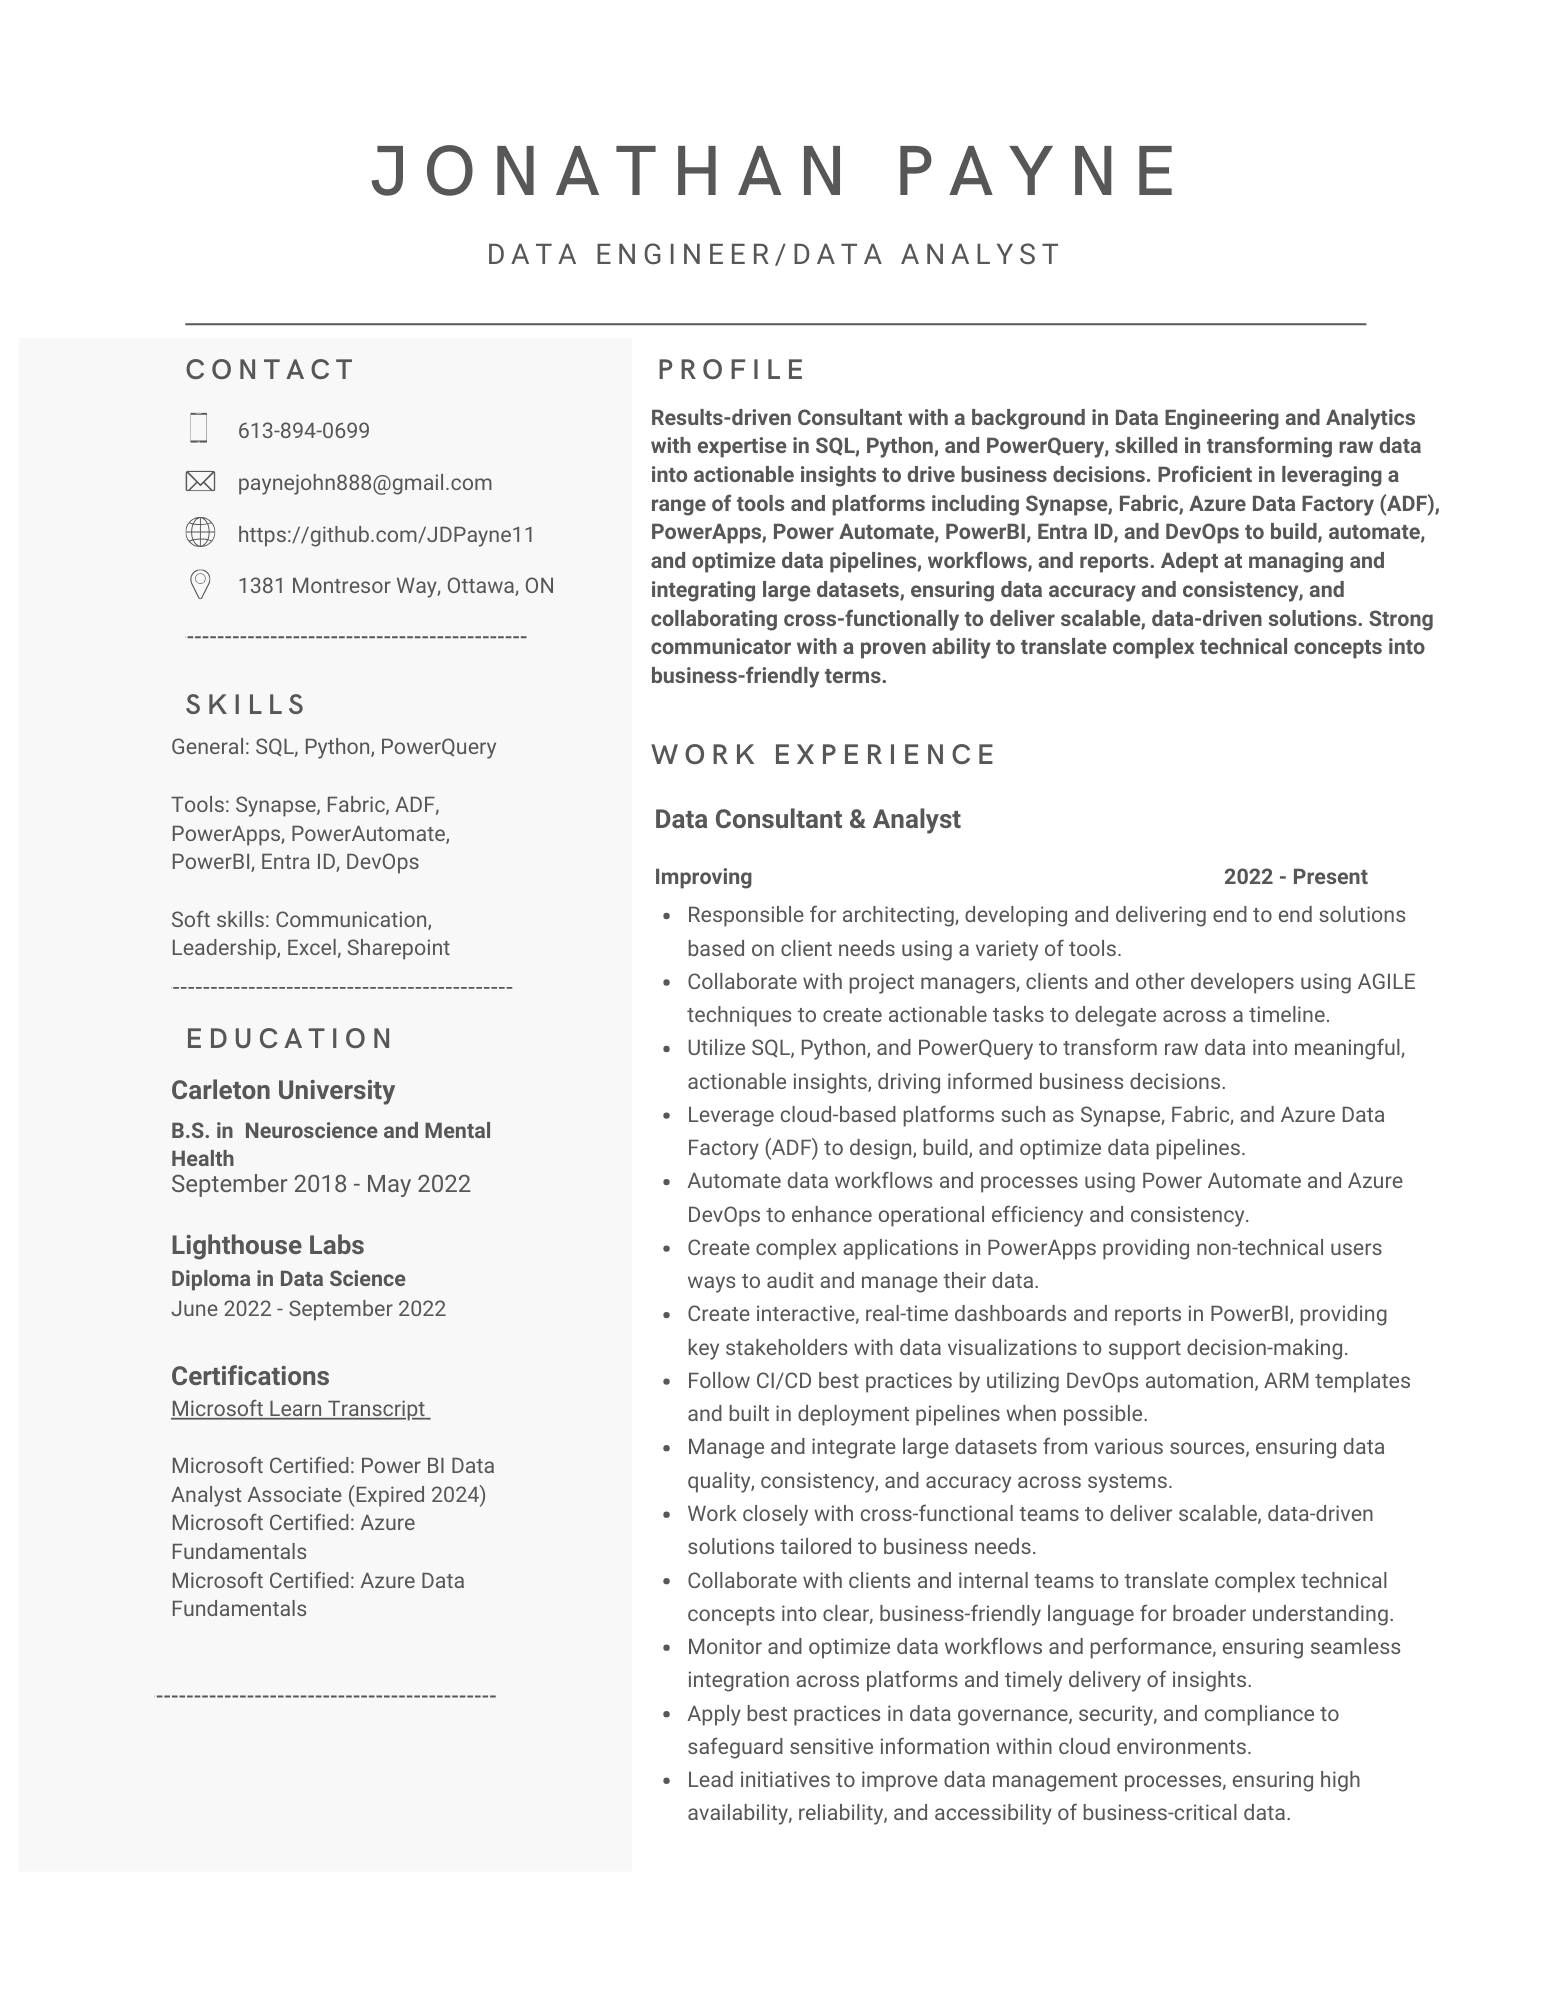 JONATHAN PAYNE
DATA ENGINEER/DATA ANALYST
CONTACT
613-894-0699
paynejohn888@gmail.com
https://github.com/JDPayne11
1381 Montresor Way, Ottawa, ON
---------------------------------------------
SKILLS
General: SQL, Python, PowerQuery
Tools: Synapse, Fabric, ADF,
PowerApps, PowerAutomate,
PowerBI, Entra ID, DevOps
Soft skills: Communication,
Leadership, Excel, Sharepoint
---------------------------------------------
EDUCATION
Carleton University
B.S. in  Neuroscience and Mental
Health
September 2018 - May 2022
Lighthouse Labs
Diploma in Data Science
June 2022 - September 2022
Certifications
Microsoft Learn Transcript
Microsoft Certified: Power BI Data
Analyst Associate (Expired 2024)
Microsoft Certified: Azure
Fundamentals
Microsoft Certified: Azure Data
Fundamentals
---------------------------------------------
PROFILE
Results-driven Consultant with a background in Data Engineering and Analytics
with expertise in SQL, Python, and PowerQuery, skilled in transforming raw data
into actionable insights to drive business decisions. Proficient in leveraging a
range of tools and platforms including Synapse, Fabric, Azure Data Factory (ADF),
PowerApps, Power Automate, PowerBI, Entra ID, and DevOps to build, automate,
and optimize data pipelines, workflows, and reports. Adept at managing and
integrating large datasets, ensuring data accuracy and consistency, and
collaborating cross-functionally to deliver scalable, data-driven solutions. Strong
communicator with a proven ability to translate complex technical concepts into
business-friendly terms.
WORK EXPERIENCE
Data Consultant & Analyst
Improving 2022 - Present
• Responsible for architecting, developing and delivering end to end solutions
based on client needs using a variety of tools.
• Collaborate with project managers, clients and other developers using AGILE
techniques to create actionable tasks to delegate across a timeline.
• Utilize SQL, Python, and PowerQuery to transform raw data into meaningful,
actionable insights, driving informed business decisions.
• Leverage cloud-based platforms such as Synapse, Fabric, and Azure Data
Factory (ADF) to design, build, and optimize data pipelines.
• Automate data workflows and processes using Power Automate and Azure
DevOps to enhance operational efficiency and consistency.
• Create complex applications in PowerApps providing non-technical users
ways to audit and manage their data.
• Create interactive, real-time dashboards and reports in PowerBI, providing
key stakeholders with data visualizations to support decision-making.
• Follow CI/CD best practices by utilizing DevOps automation, ARM templates
and built in deployment pipelines when possible.
• Manage and integrate large datasets from various sources, ensuring data
quality, consistency, and accuracy across systems.
• Work closely with cross-functional teams to deliver scalable, data-driven
solutions tailored to business needs.
• Collaborate with clients and internal teams to translate complex technical
concepts into clear, business-friendly language for broader understanding.
• Monitor and optimize data workflows and performance, ensuring seamless
integration across platforms and timely delivery of insights.
• Apply best practices in data governance, security, and compliance to
safeguard sensitive information within cloud environments.
• Lead initiatives to improve data management processes, ensuring high
availability, reliability, and accessibility of business-critical data.